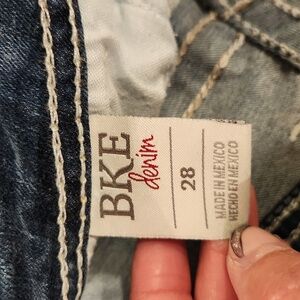 BKE
denim
28
MADE IN MEXICO
HECHO EN MEXICO